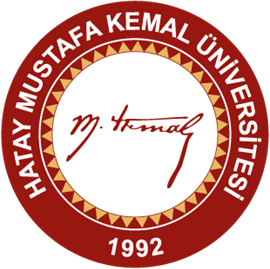 HATAY MUSTAFA KEMAL ÜNİVERSİTESİ
M. Kemal
1992